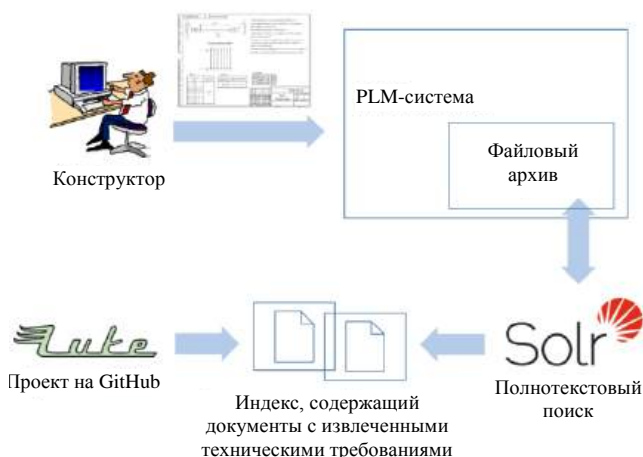 PLM-система
Файловый
архив
Конструктор
Luke
Solr
Проект на GitHub
Полнотекстовый
поиск
Индекс, содержащий
документы с извлеченными
техническими требованиями